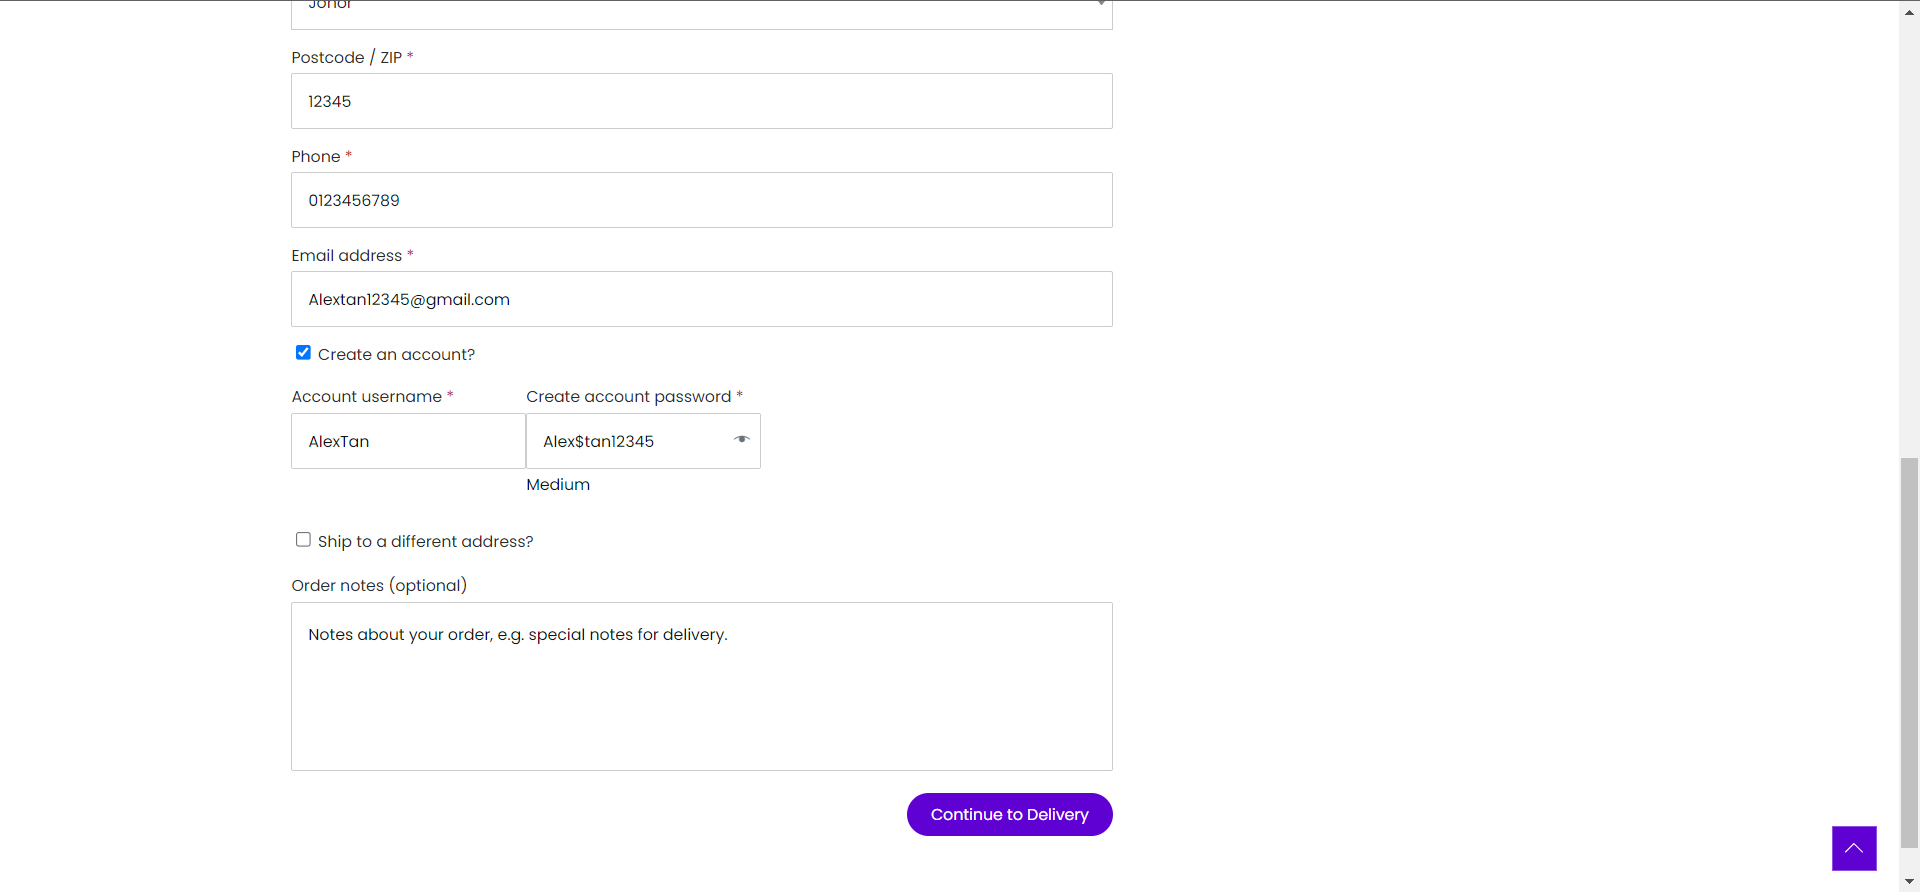 Johor
Postcode / ZIP *
12345
Phone *
0123456789
Email address *
Alextan12345@gmail.com
Create an account?
Account username * Create account password *
AlexTan Alex$tan12345
Medium
Ship to a different address?
Order notes (optional)
Notes about your order, e.g. special notes for delivery.
Continue to Delivery